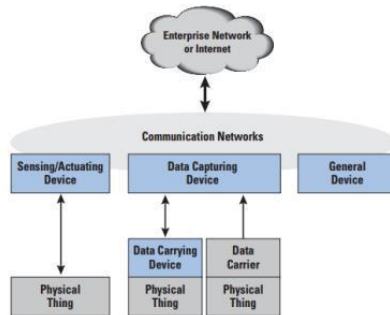 Enterprise Network
or Internet
Communication Networks
Sensing/Actuating
Device
Data Capturing
Device
General
Device
Data Carrying
Device
Data
Carrier
Physical
Thing
Physical
Thing
Physical
Thing